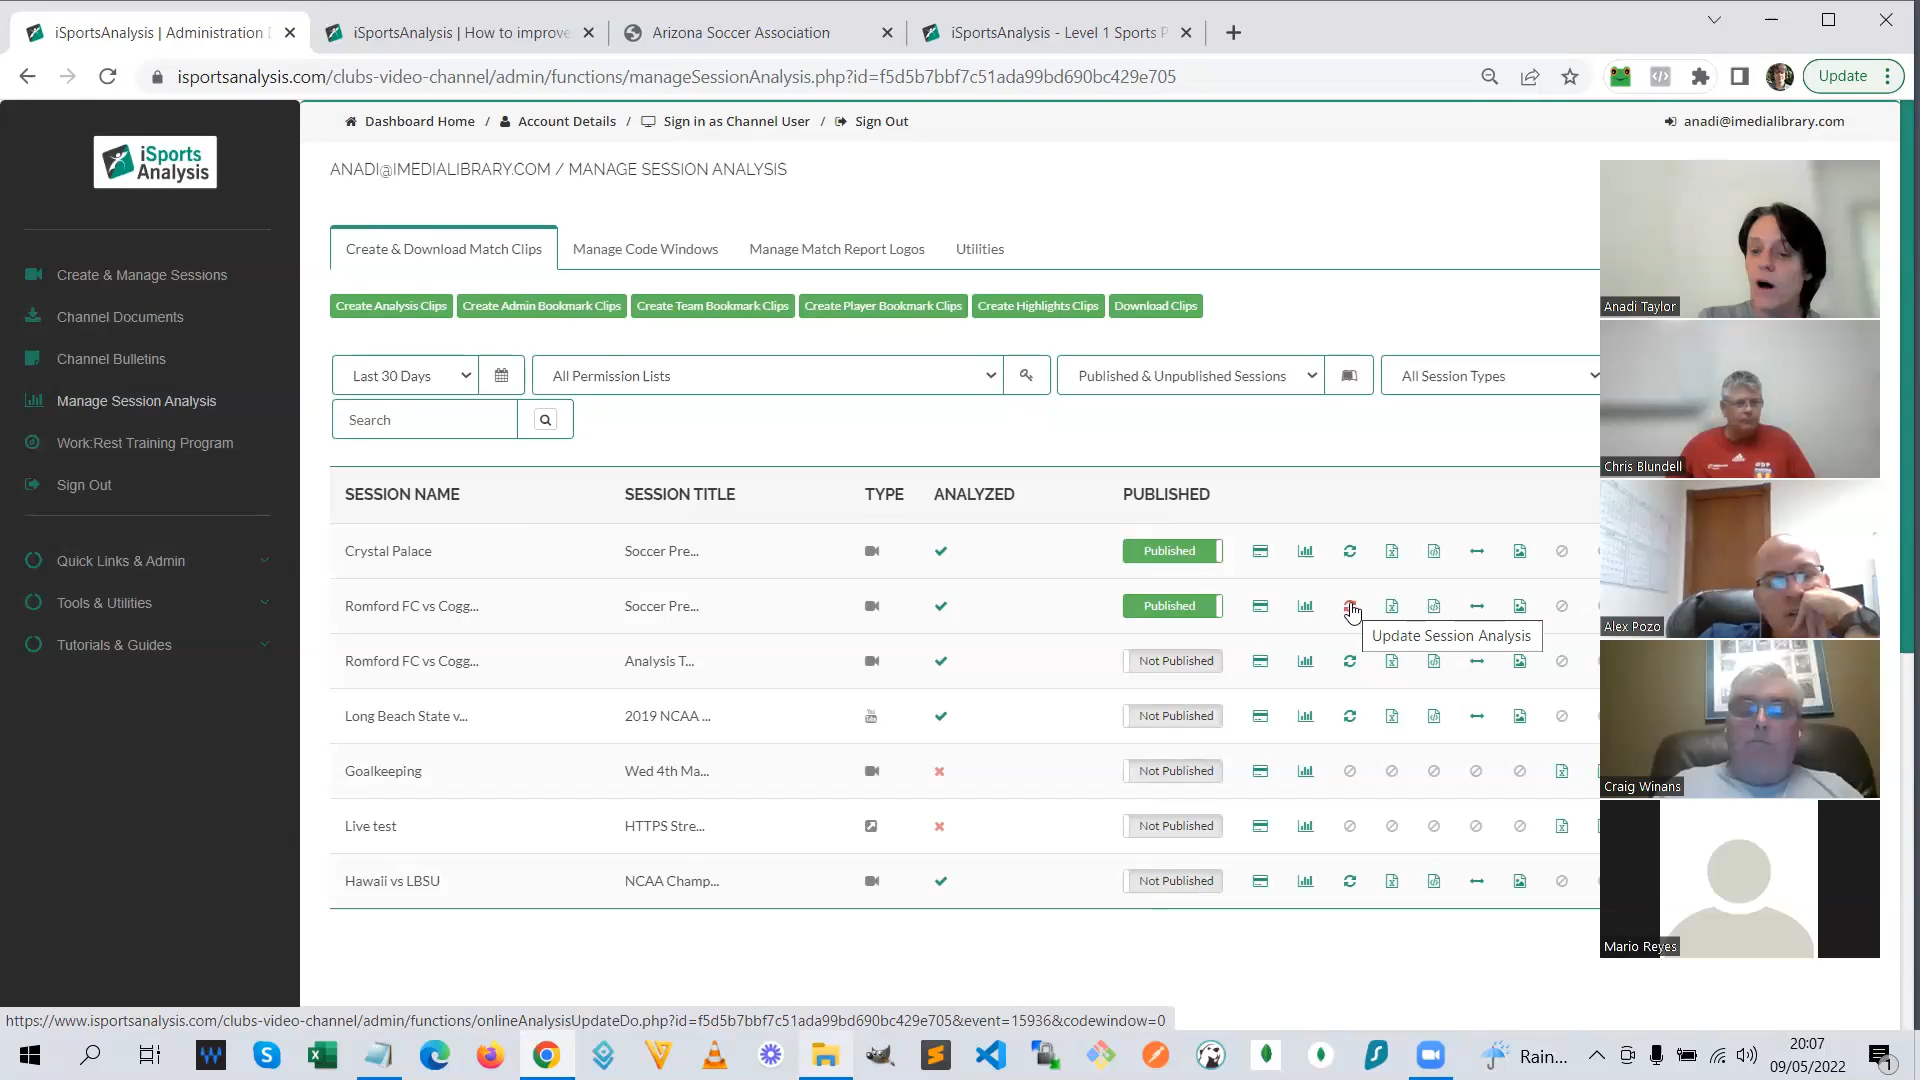 iSportsAnalysis | Administration D
iSportsAnalysis | How to improve
Arizona Soccer Association
iSportsAnalysis - Level 1 Sports P
isportsanalysis.com/clubs-video-channel/admin/functions/manageSessionAnalysis.php?id=f5d5b7bbf7c51ada99bd690bc429e705
Update
iSports
Analysis
Dashboard Home / Account Details / Sign in as Channel User / Sign Out
anadi@imedialibrary.com
ANADI@IMEDIALIBRARY.COM / MANAGE SESSION ANALYSIS
Create & Manage Sessions
Channel Documents
Channel Bulletins
Manage Session Analysis
Work:Rest Training Program
Sign Out
Quick Links & Admin
Tools & Utilities
Tutorials & Guides
Create & Download Match Clips
Manage Code Windows
Manage Match Report Logos
Utilities
Create Analysis Clips
Create Admin Bookmark Clips
Create Team Bookmark Clips
Create Player Bookmark Clips
Create Highlights Clips
Download Clips
Last 30 Days
All Permission Lists
Published & Unpublished Sessions
All Session Types
Search
SESSION NAME SESSION TITLE TYPE ANALYZED PUBLISHED
Crystal Palace Soccer Pre... Published
Romford FC vs Cogg... Soccer Pre... Published
Update Session Analysis
Romford FC vs Cogg... Analysis T... Not Published
Long Beach State v... 2019 NCAA ... Not Published
Goalkeeping Wed 4th Ma... Not Published
Live test HTTPS Stre... Not Published
Hawaii vs LBSU NCAA Champ... Not Published
Anadi Taylor
Chris Blundell
Alex Pozo
Craig Winans
Mario Reyes
https://www.isportsanalysis.com/clubs-video-channel/admin/functions/onlineAnalysisUpdateDo.php?id=f5d5b7bbf7c51ada99bd690bc429e705&event=15936&codewindow=0
Rain...
20:07
09/05/2022
1